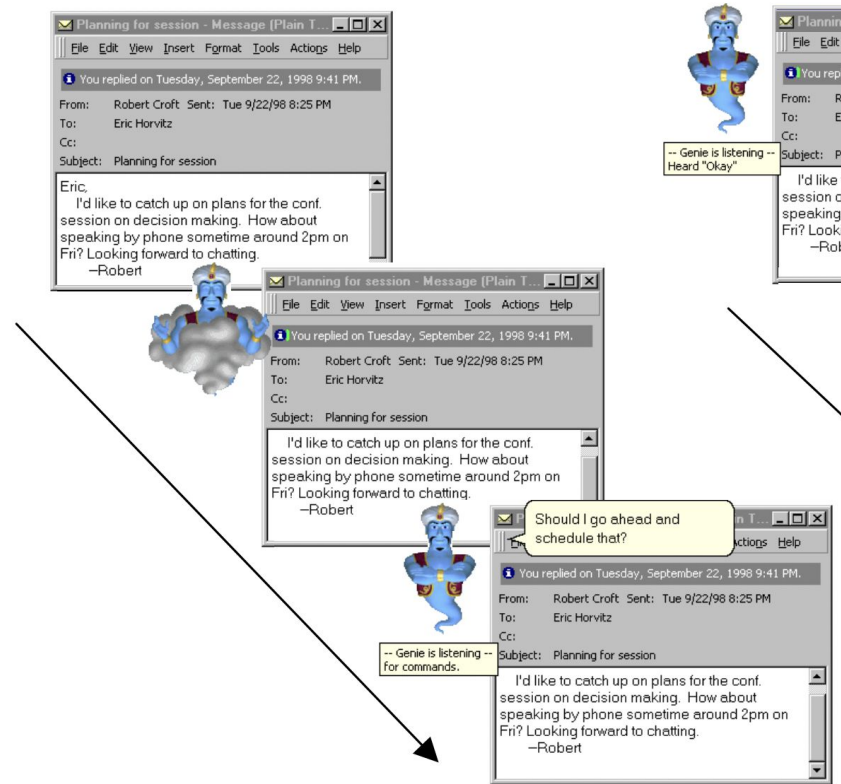 Planning for session - Message (Plain T...
File Edit View Insert Format Tools Actions Help
You replied on Tuesday, September 22, 1998 9:41 PM.
From: Robert Croft Sent: Tue 9/22/98 8:25 PM
To: Eric Horvitz
Cc:
Subject: Planning for session
Eric,
I'd like to catch up on plans for the conf.
session on decision making. How about
speaking by phone sometime around 2pm on
Fri? Looking forward to chatting.
–Robert
Planning for session - Message (Plain T...
File Edit View Insert Format Tools Actions Help
You replied on Tuesday, September 22, 1998 9:41 PM.
From: Robert Croft Sent: Tue 9/22/98 8:25 PM
To: Eric Horvitz
Cc:
Subject: Planning for session
I'd like to catch up on plans for the conf.
session on decision making. How about
speaking by phone sometime around 2pm on
Fri? Looking forward to chatting.
–Robert
Should I go ahead and
schedule that?
Help
You replied on Tuesday, September 22, 1998 9:41 PM.
From: Robert Croft Sent: Tue 9/22/98 8:25 PM
To: Eric Horvitz
Cc:
Subject: Planning for session
I'd like to catch up on plans for the conf.
session on decision making. How about
speaking by phone sometime around 2pm on
Fri? Looking forward to chatting.
–Robert
-- Genie is listening --
for commands.
-- Genie is listening --
Heard "Okay"
File Edit
You
From:
To:
Cc:
Subject:
I'd like
session
speaking
Fri?